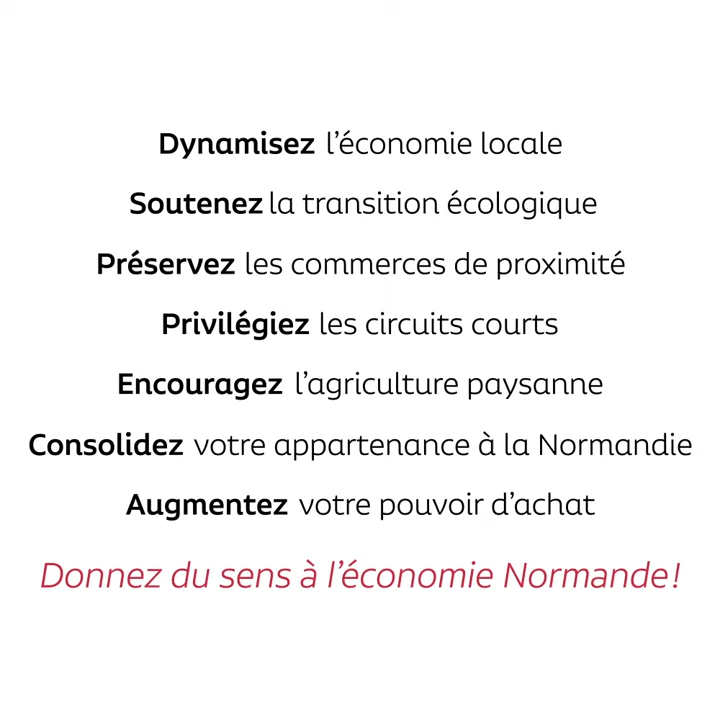 Dynamisez l'économie locale
Soutenez la transition écologique
Préservez les commerces de proximité
Privilégiez les circuits courts
Encouragez l'agriculture paysanne
Consolidez votre appartenance à la Normandie
Augmentez votre pouvoir d'achat
Donnez du sens à l'économie Normande!